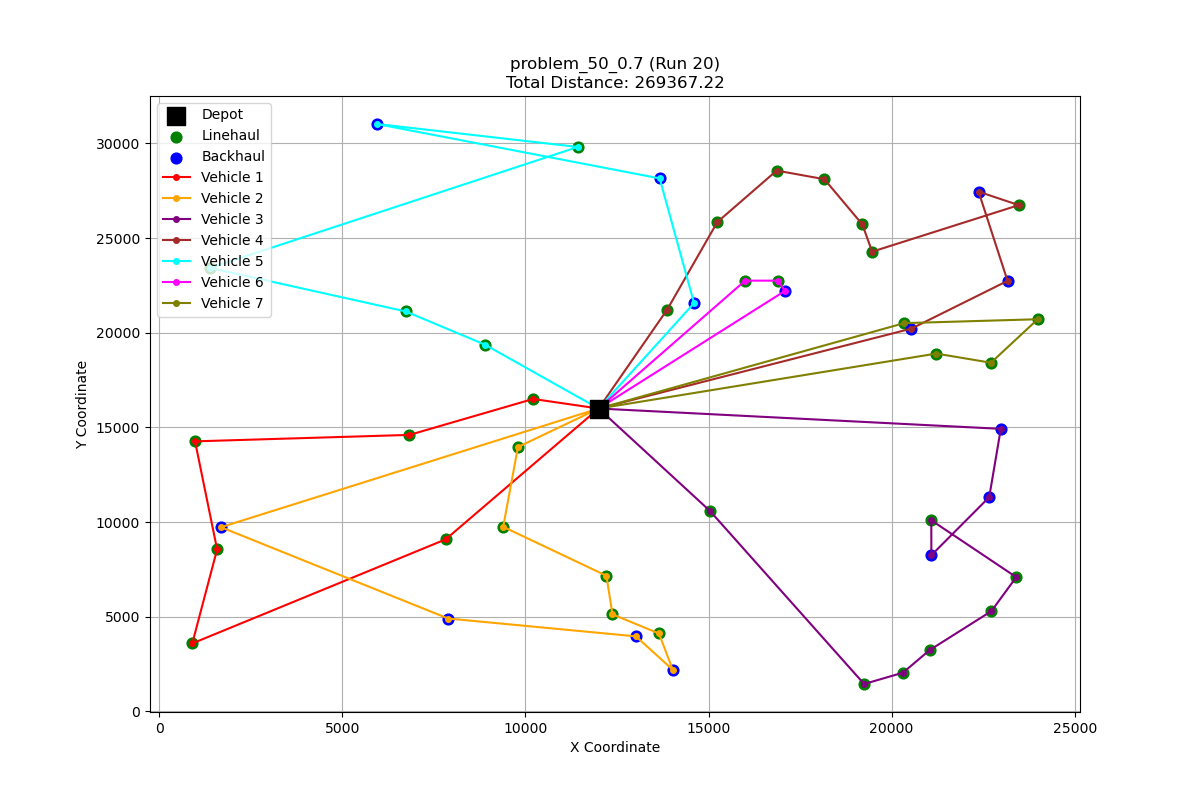 problem_50_0.7 (Run 20)
Total Distance: 269367.22
Depot
Linehaul
Backhaul
Vehicle 1
Vehicle 2
Vehicle 3
Vehicle 4
Vehicle 5
Vehicle 6
Vehicle 7
30000
25000
20000
15000
10000
5000
0
Y Coordinate
0
5000
10000
15000
20000
25000
X Coordinate